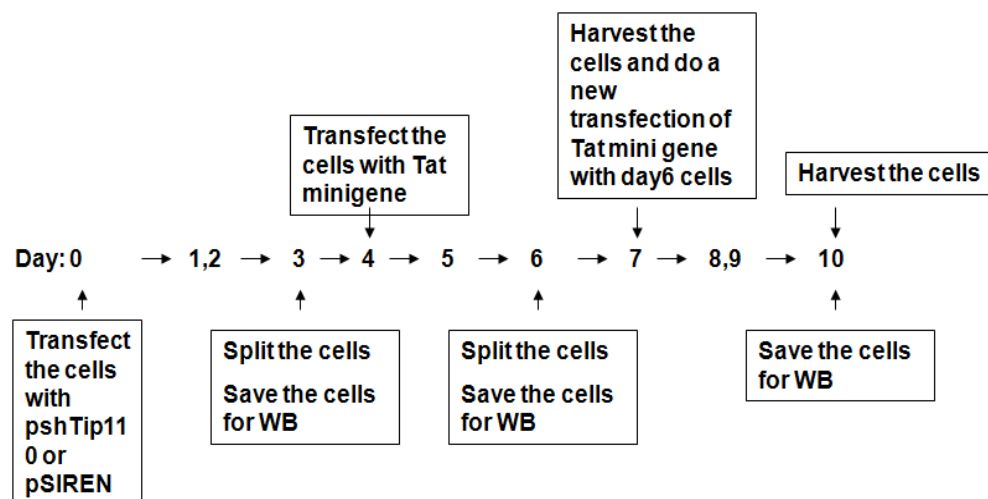 Harvest the
cells and do a
new
transfection of
Tat mini gene
with day6 cells
Transfect the
cells with Tat
minigene
Harvest the cells
Day: 0 → 1,2 → 3 → 4 → 5 → 6 → 7 → 8,9 → 10
Transfect
the cells
with
pshTip11
0 or
pSIREN
Split the cells
Save the cells
for WB
Split the cells
Save the cells
for WB
Save the cells
for WB